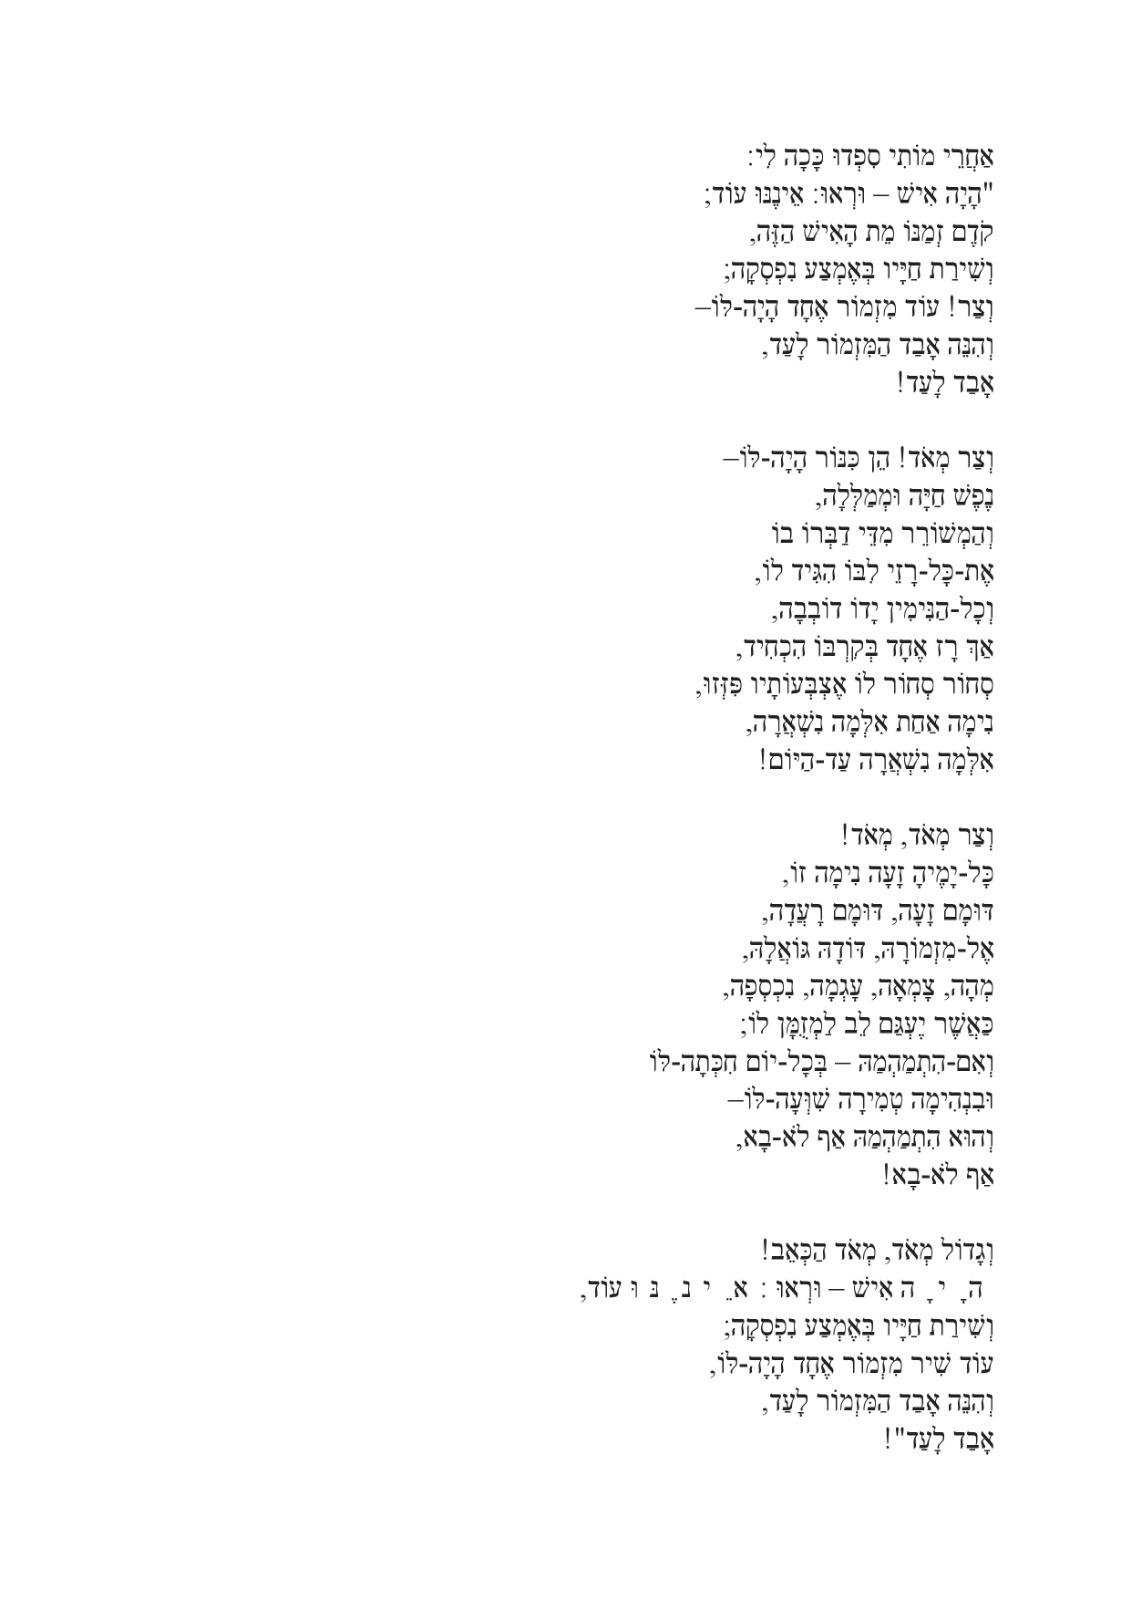 אַחֲרֵי מוֹתִי סִפְדוּ כָּכָה לִי:
"הָיָה אִישׁ – וּרְאוּ: אֵינֶנּוּ עוֹד;
קֹדֶם זְמַנּוֹ מֵת הָאִישׁ הַזֶּה,
וְשִׁירַת חַיָּיו בְּאֶמְצַע נִפְסְקָה;
וְצַר! עוֹד מִזְמוֹר אֶחָד הָיָה-לּוֹ–
וְהִנֵּה אָבַד הַמִּזְמוֹר לָעַד,
אָבַד לָעַד!

וְצַר מְאֹד! הֵן כִּנּוֹר הָיָה-לּוֹ–
נֶפֶשׁ חַיָּה וּמְמַלְּלָה,
וְהַמְשׁוֹרֵר מִדֵּי דַבְּרוֹ בוֹ
אֶת-כָּל-רָזֵי לִבּוֹ הִגִּיד לוֹ,
וְכָל-הַנִּימִין יָדוֹ דוֹבְבָה,
אַךְ רָז אֶחָד בְּקִרְבּוֹ הִכְחִיד,
סְחוֹר סְחוֹר לוֹ אֶצְבְּעוֹתָיו פִּזְּזוּ,
נִימָה אַחַת אִלְּמָה נִשְׁאֲרָה,
אִלְּמָה נִשְׁאֲרָה עַד-הַיּוֹם!

וְצַר מְאֹד, מְאֹד!
כָּל-יָמֶיהָ זָעָה נִימָה זוֹ,
דּוּמָם זָעָה, דּוּמָם רָעֲדָה,
אֶל-מִזְמוֹרָהּ, דּוֹדָהּ גּוֹאֲלָהּ,
מְהָה, צָמְאָה, עָגְמָה, נִכְסְפָה,
כַּאֲשֶׁר יֶעְגַּם לֵב לַמְזֻמָּן לוֹ;
וְאִם-הִתְמַהְמַהּ – בְּכָל-יוֹם חִכְּתָה-לּוֹ
וּבִנְהִימָה טְמִירָה שִׁוְּעָה-לּוֹ–
וְהוּא הִתְמַהְמַהּ אַף לֹא-בָא,
אַף לֹא-בָא!

וְגָדוֹל מְאֹד, מְאֹד הַכְּאֵב!
הָ יָ ה אִישׁ – וּרְאוּ: אֵ י נֶ נּ וּ עוֹד,
וְשִׁירַת חַיָּיו בְּאֶמְצַע נִפְסְקָה;
עוֹד שִׁיר מִזְמוֹר אֶחָד הָיָה-לּוֹ,
וְהִנֵּה אָבַד הַמִּזְמוֹר לָעַד,
אָבַד לָעַד"!